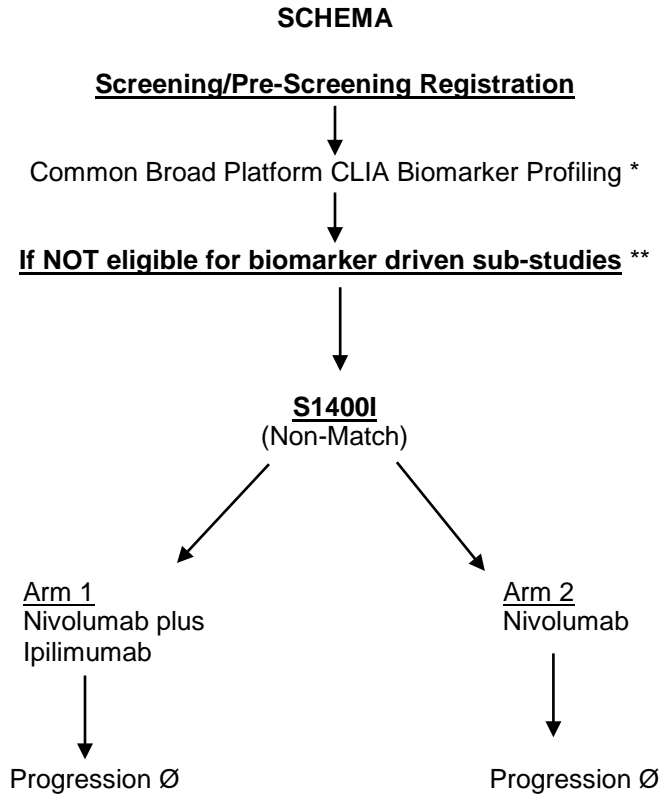 SCHEMA
Screening/Pre-Screening Registration
Common Broad Platform CLIA Biomarker Profiling *
If NOT eligible for biomarker driven sub-studies **
S1400I
(Non-Match)
Arm 1
Nivolumab plus
Ipilimumab
Arm 2
Nivolumab
Progression Ø
Progression Ø